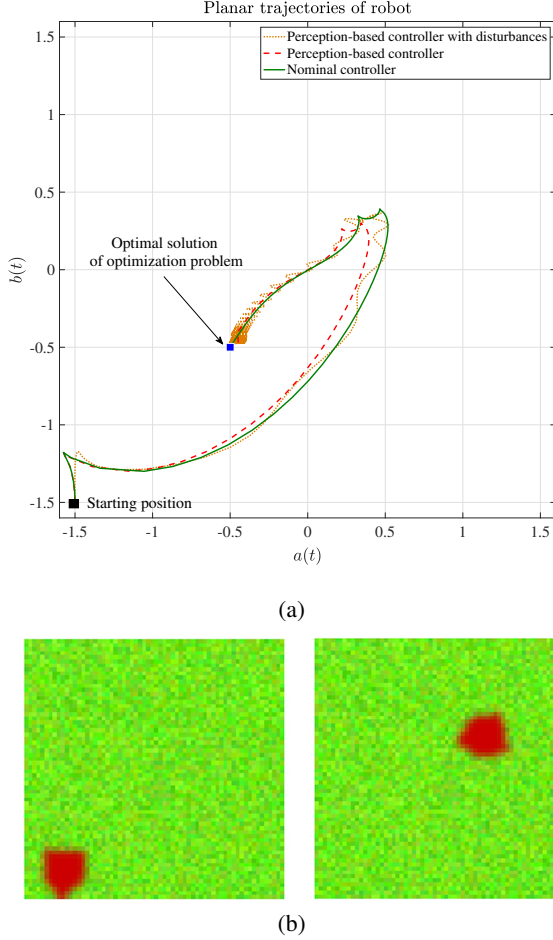 Planar trajectories of robot
Perception-based controller with disturbances
Perception-based controller
Nominal controller
1.5
1
0.5
0
-0.5
-1
-1.5
b(t)
Optimal solution
of optimization problem
Starting position
-1.5 -1 -0.5 0 0.5 1 1.5
a(t)
(a)
(b)